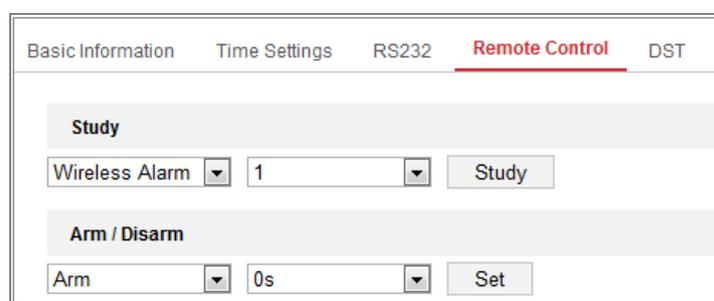 Basic Information Time Settings RS232 Remote Control DST
Study
Wireless Alarm 1 Study
Arm / Disarm
Arm 0s Set